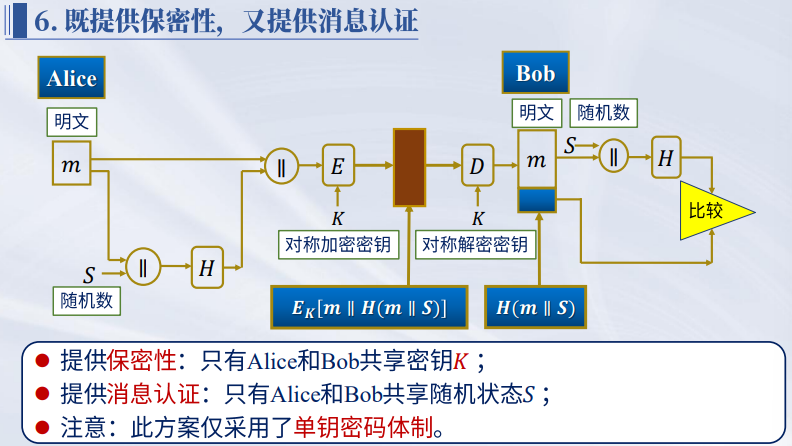 6. 既提供保密性，又提供消息认证
Alice
Bob
明文
明文
随机数
m
‖
E
D
m
S
‖
H
比较
K
K
对称加密密钥
对称解密密钥
S
‖
H
随机数
E_K[m ‖ H(m ‖ S)]
H(m ‖ S)
● 提供保密性：只有Alice和Bob共享密钥K；
● 提供消息认证：只有Alice和Bob共享随机状态S；
● 注意：此方案仅采用了单钥密码体制。